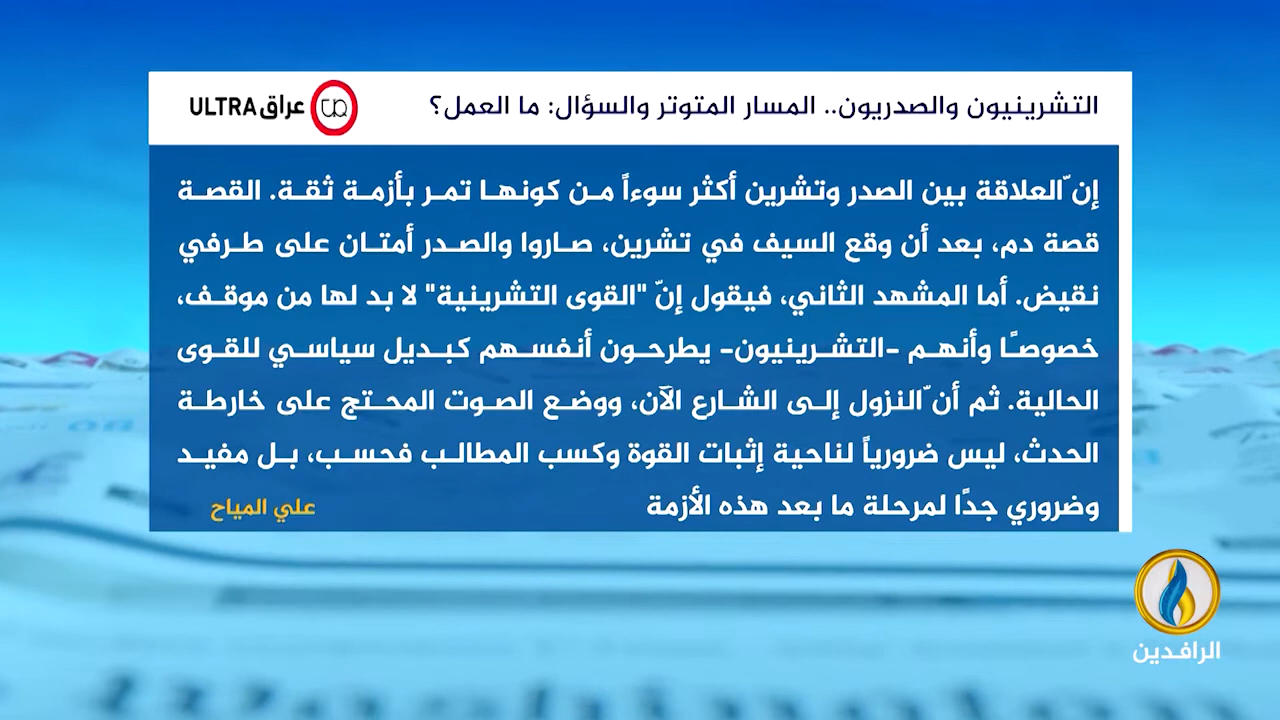 التشرينيون والصدريون.. المسار المتوتر والسؤال: ما العمل؟
ULTRA عراق
إنّ العلاقة بين الصدر وتشرين أكثر سوءاً من كونها تمر بأزمة ثقة. القصة
قصة دم، بعد أن وقع السيف في تشرين، صاروا والصدر أمتان على طرفي
نقيض. أما المشهد الثاني، فيقول إنّ "القوى التشرينية" لا بد لها من موقف،
خصوصًا وأنهم -التشرينيون- يطرحون أنفسهم كبديل سياسي للقوى
الحالية. ثم أنّ النزول إلى الشارع الآن، ووضع الصوت المحتج على خارطة
الحدث، ليس ضرورياً لناحية إثبات القوة وكسب المطالب فحسب، بل مفيد
وضروري جدًا لمرحلة ما بعد هذه الأزمة
علي المياح
الرافدين